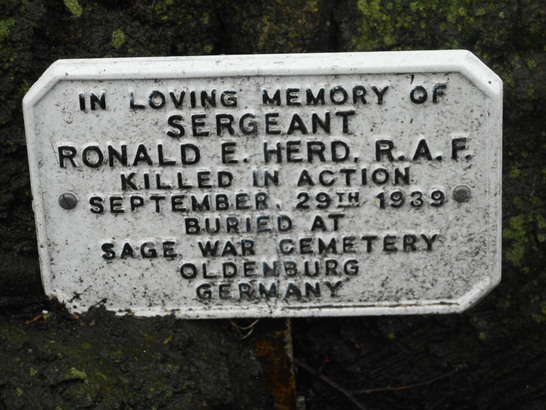 IN LOVING MEMORY OF
SERGEANT
RONALD E. HERD. R.A.F.
KILLED IN ACTION
SEPTEMBER. 29TH 1939
BURIED AT
SAGE WAR CEMETERY
OLDENBURG
GERMANY